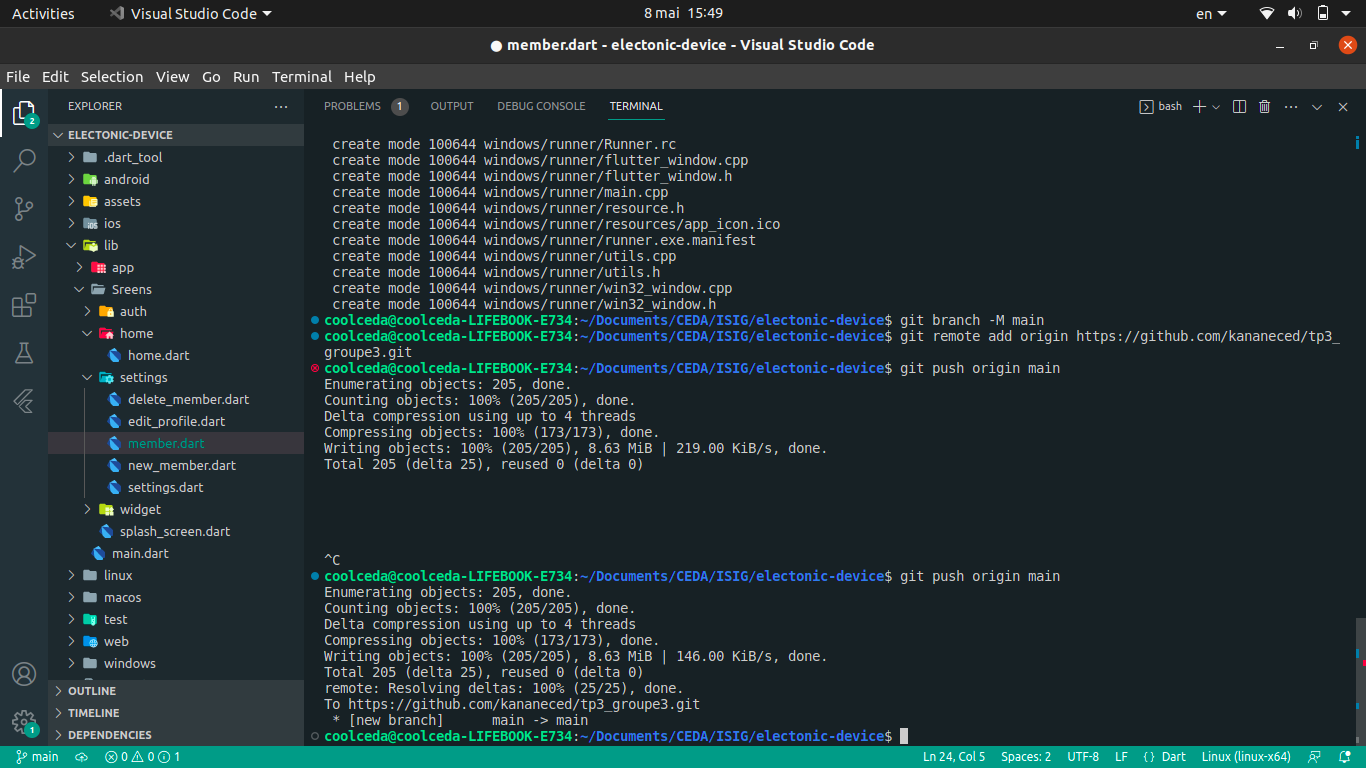 Activities
Visual Studio Code
8 mai 15:49
en
● member.dart - electonic-device - Visual Studio Code
File Edit Selection View Go Run Terminal Help
EXPLORER
ELECTONIC-DEVICE
.dart_tool
android
assets
ios
lib
app
Sreens
auth
home
home.dart
settings
delete_member.dart
edit_profile.dart
member.dart
new_member.dart
settings.dart
widget
splash_screen.dart
main.dart
linux
macos
test
web
windows
OUTLINE
TIMELINE
DEPENDENCIES
2
1
PROBLEMS 1 OUTPUT DEBUG CONSOLE TERMINAL
bash
create mode 100644 windows/runner/Runner.rc
create mode 100644 windows/runner/flutter_window.cpp
create mode 100644 windows/runner/flutter_window.h
create mode 100644 windows/runner/main.cpp
create mode 100644 windows/runner/resource.h
create mode 100644 windows/runner/resources/app_icon.ico
create mode 100644 windows/runner/runner.exe.manifest
create mode 100644 windows/runner/utils.cpp
create mode 100644 windows/runner/utils.h
create mode 100644 windows/runner/win32_window.cpp
create mode 100644 windows/runner/win32_window.h
coolceda@coolceda-LIFEBOOK-E734:~/Documents/CEDA/ISIG/electonic-device$ git branch -M main
coolceda@coolceda-LIFEBOOK-E734:~/Documents/CEDA/ISIG/electonic-device$ git remote add origin https://github.com/kananeced/tp3_
groupe3.git
coolceda@coolceda-LIFEBOOK-E734:~/Documents/CEDA/ISIG/electonic-device$ git push origin main
Enumerating objects: 205, done.
Counting objects: 100% (205/205), done.
Delta compression using up to 4 threads
Compressing objects: 100% (173/173), done.
Writing objects: 100% (205/205), 8.63 MiB | 219.00 KiB/s, done.
Total 205 (delta 25), reused 0 (delta 0)
^C
coolceda@coolceda-LIFEBOOK-E734:~/Documents/CEDA/ISIG/electonic-device$ git push origin main
Enumerating objects: 205, done.
Counting objects: 100% (205/205), done.
Delta compression using up to 4 threads
Compressing objects: 100% (173/173), done.
Writing objects: 100% (205/205), 8.63 MiB | 146.00 KiB/s, done.
Total 205 (delta 25), reused 0 (delta 0)
remote: Resolving deltas: 100% (25/25), done.
To https://github.com/kananeced/tp3_groupe3.git
* [new branch] main -> main
coolceda@coolceda-LIFEBOOK-E734:~/Documents/CEDA/ISIG/electonic-device$
main 0 0 1
Ln 24, Col 5 Spaces: 2 UTF-8 LF { } Dart Linux (linux-x64)